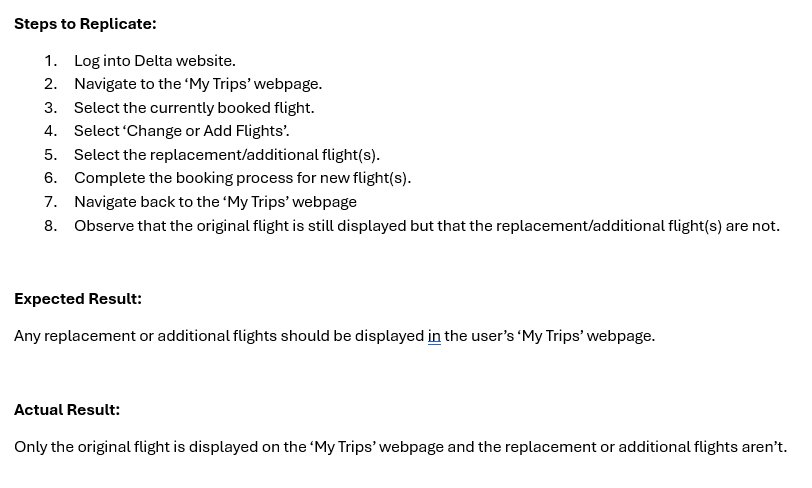 Steps to Replicate:
1. Log into Delta website.
2. Navigate to the ‘My Trips’ webpage.
3. Select the currently booked flight.
4. Select ‘Change or Add Flights’.
5. Select the replacement/additional flight(s).
6. Complete the booking process for new flight(s).
7. Navigate back to the ‘My Trips’ webpage
8. Observe that the original flight is still displayed but that the replacement/additional flight(s) are not.
Expected Result:
Any replacement or additional flights should be displayed in the user’s ‘My Trips’ webpage.
Actual Result:
Only the original flight is displayed on the ‘My Trips’ webpage and the replacement or additional flights aren’t.